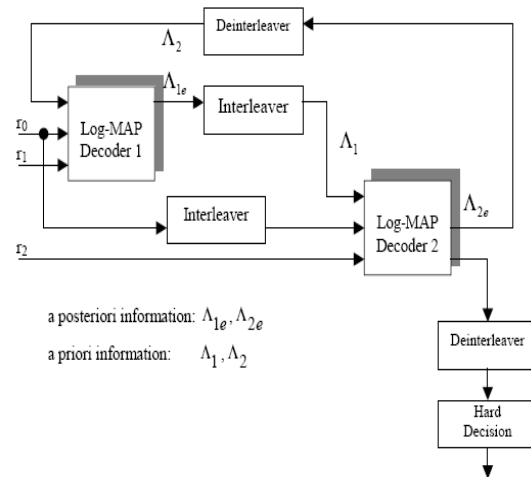 Λ2
Deinterleaver
Λ1e
Interleaver
r0
Log-MAP
Decoder 1
r1
Λ1
Interleaver
Log-MAP
Decoder 2
Λ2e
r2
a posteriori information: Λ1e, Λ2e
a priori information: Λ1, Λ2
Deinterleaver
Hard
Decision